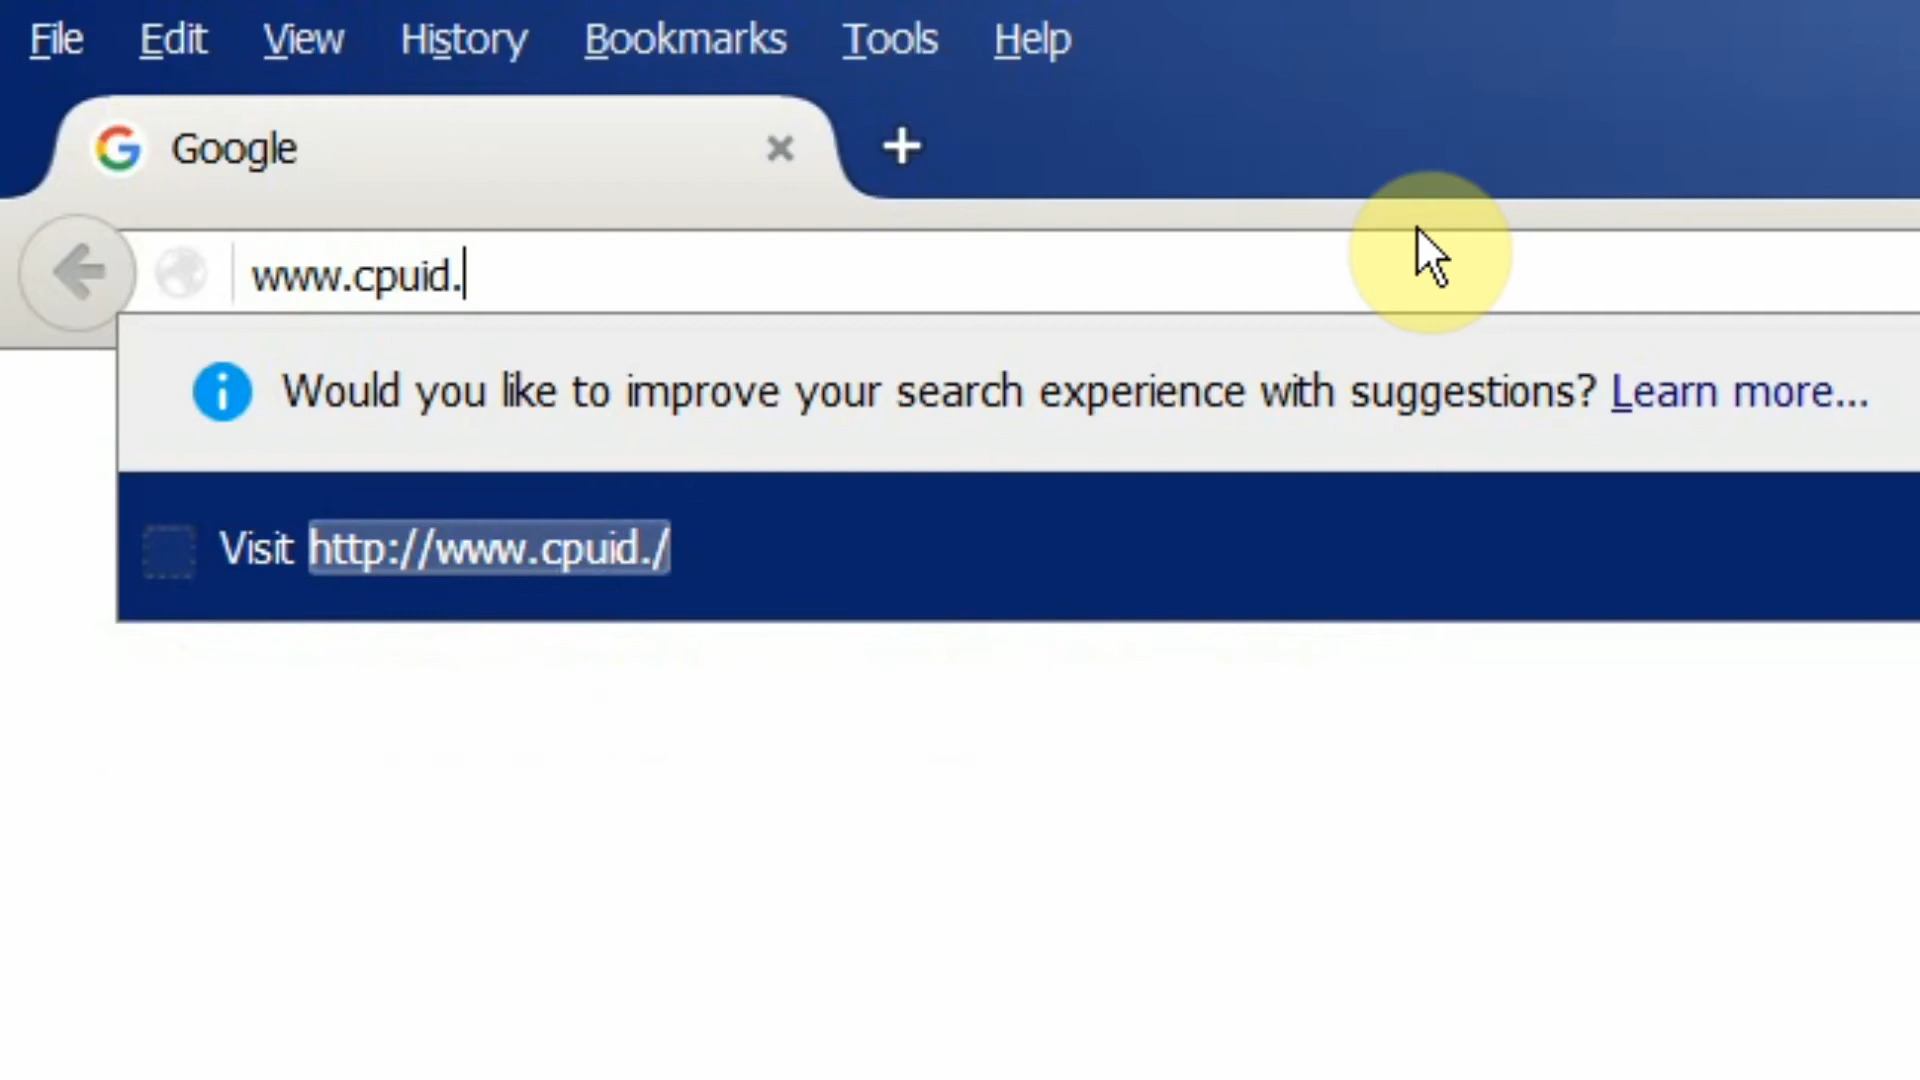 File Edit View History Bookmarks Tools Help
Google
www.cpuid.
Would you like to improve your search experience with suggestions? Learn more...
Visit http://www.cpuid./